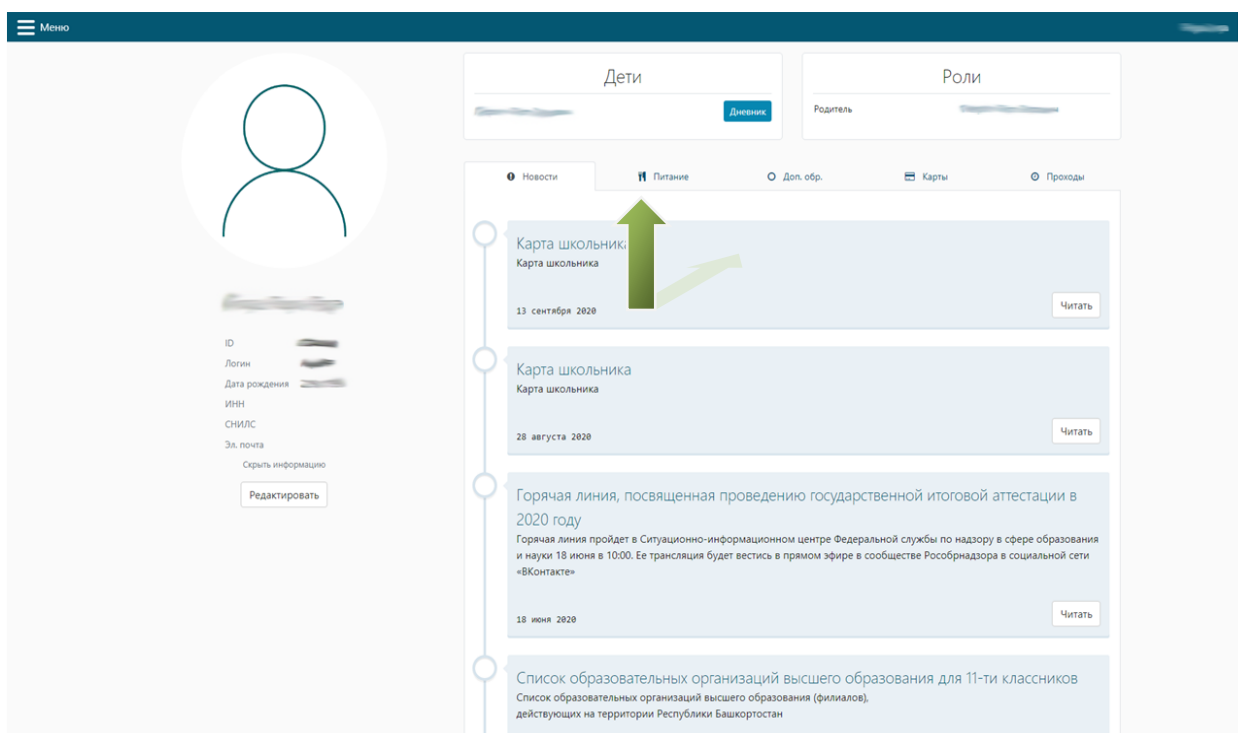 Меню
Дети
Дневник
Роли
Родитель
Новости
Питание
Доп. обр.
Карты
Проходы
ID
Логин
Дата рождения
ИНН
СНИЛС
Эл. почта
Скрыть информацию
Редактировать
Карта школьника
Карта школьника
13 сентября 2020
Читать
Карта школьника
Карта школьника
28 августа 2020
Читать
Горячая линия, посвященная проведению государственной итоговой аттестации в
2020 году
Горячая линия пройдет в Ситуационно-информационном центре Федеральной службы по надзору в сфере образования
и науки 18 июня в 10:00. Ее трансляция будет вестись в прямом эфире в сообществе Рособрнадзора в социальной сети
«ВКонтакте»
18 июня 2020
Читать
Список образовательных организаций высшего образования для 11-ти классников
Список образовательных организаций высшего образования (филиалов),
действующих на территории Республики Башкортостан